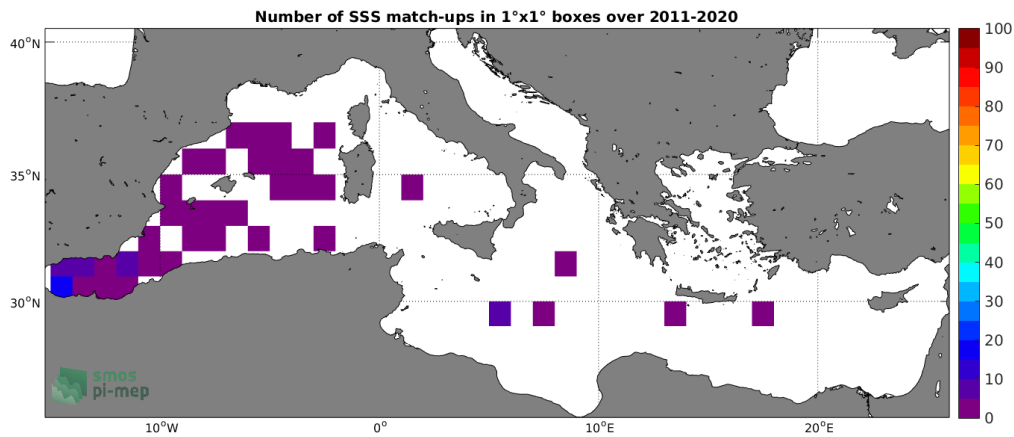 Number of SSS match-ups in 1°x1° boxes over 2011-2020
40°N
35°N
30°N
10°W
0°
10°E
20°E
100
90
80
70
60
50
40
30
20
10
0
smos
pi-mep